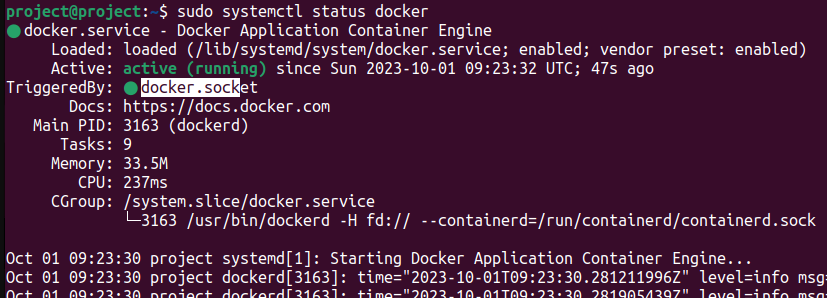 project@project:~$ sudo systemctl status docker
docker.service - Docker Application Container Engine
Loaded: loaded (/lib/systemd/system/docker.service; enabled; vendor preset: enabled)
Active: active (running) since Sun 2023-10-01 09:23:32 UTC; 47s ago
TriggeredBy: docker.socket
Docs: https://docs.docker.com
Main PID: 3163 (dockerd)
Tasks: 9
Memory: 33.5M
CPU: 237ms
CGroup: /system.slice/docker.service
└─3163 /usr/bin/dockerd -H fd:// --containerd=/run/containerd/containerd.sock
Oct 01 09:23:30 project systemd[1]: Starting Docker Application Container Engine...
Oct 01 09:23:30 project dockerd[3163]: time="2023-10-01T09:23:30.281211996Z" level=info msg=
Oct 01 09:23:30 project dockerd[3163]: time="2023-10-01T09:23:30.281905439Z" level=info msg=